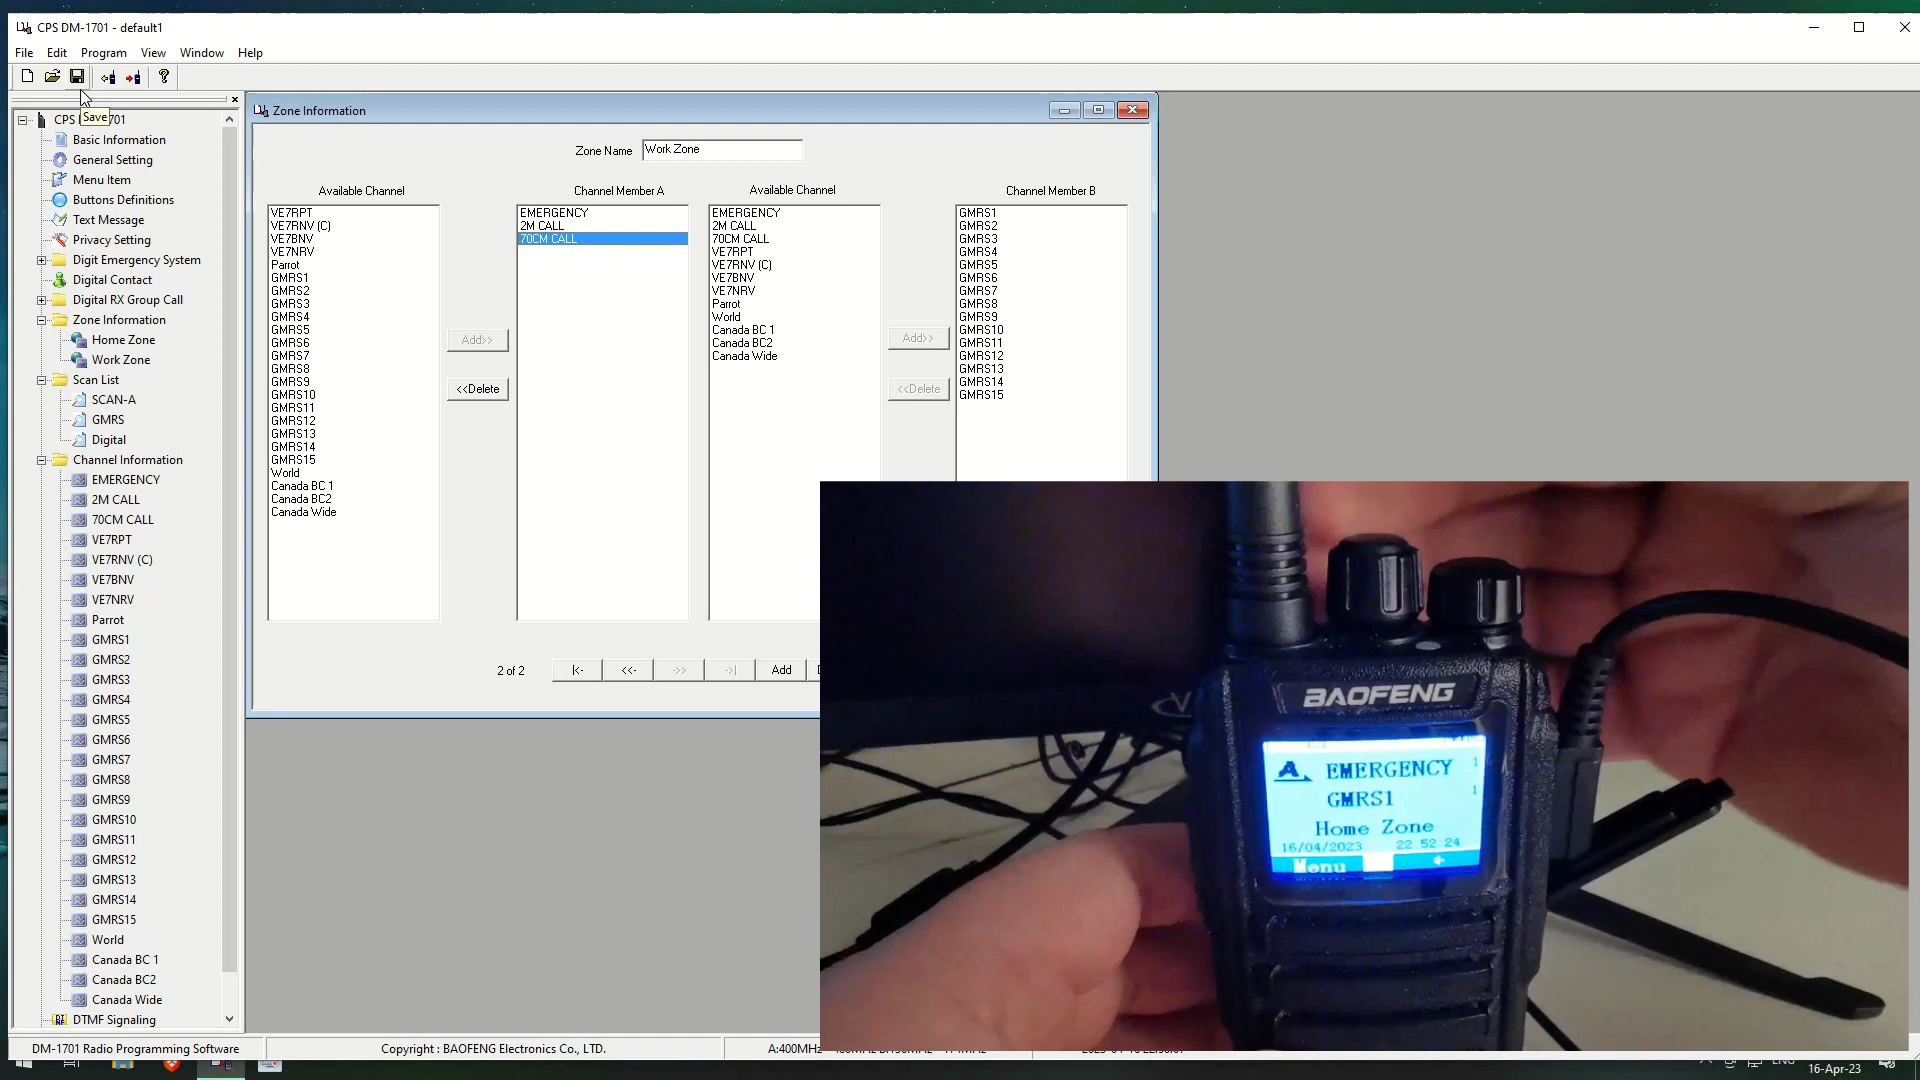 CPS DM-1701 - default1
File Edit Program View Window Help
Save
CPS
701
Basic Information
General Setting
Menu Item
Buttons Definitions
Text Message
Privacy Setting
Digit Emergency System
Digital Contact
Digital RX Group Call
Zone Information
Home Zone
Work Zone
Scan List
SCAN-A
GMRS
Digital
Channel Information
EMERGENCY
2M CALL
70CM CALL
VE7RPT
VE7RNV (C)
VE7BNV
VE7NRV
Parrot
GMRS1
GMRS2
GMRS3
GMRS4
GMRS5
GMRS6
GMRS7
GMRS8
GMRS9
GMRS10
GMRS11
GMRS12
GMRS13
GMRS14
GMRS15
World
Canada BC 1
Canada BC2
Canada Wide
DTMF Signaling
Zone Information
Zone Name Work Zone
Available Channel
VE7RPT
VE7RNV (C)
VE7BNV
VE7NRV
Parrot
GMRS1
GMRS2
GMRS3
GMRS4
GMRS5
GMRS6
GMRS7
GMRS8
GMRS9
GMRS10
GMRS11
GMRS12
GMRS13
GMRS14
GMRS15
World
Canada BC 1
Canada BC2
Canada Wide
Add>>
<<Delete
Channel Member A
EMERGENCY
2M CALL
70CM CALL
Available Channel
EMERGENCY
2M CALL
70CM CALL
VE7RPT
VE7RNV (C)
VE7BNV
VE7NRV
Parrot
World
Canada BC 1
Canada BC2
Canada Wide
Add>>
<<Delete
Channel Member B
GMRS1
GMRS2
GMRS3
GMRS4
GMRS5
GMRS6
GMRS7
GMRS8
GMRS9
GMRS10
GMRS11
GMRS12
GMRS13
GMRS14
GMRS15
2 of 2 |<- <<- ->> ->| Add
BAOFENG
A EMERGENCY 1
GMRS1 1
Home Zone
16/04/2023 22 52 24
Menu
DM-1701 Radio Programming Software
Copyright : BAOFENG Electronics Co., LTD.
A:400MHz
ENG
16-Apr-23